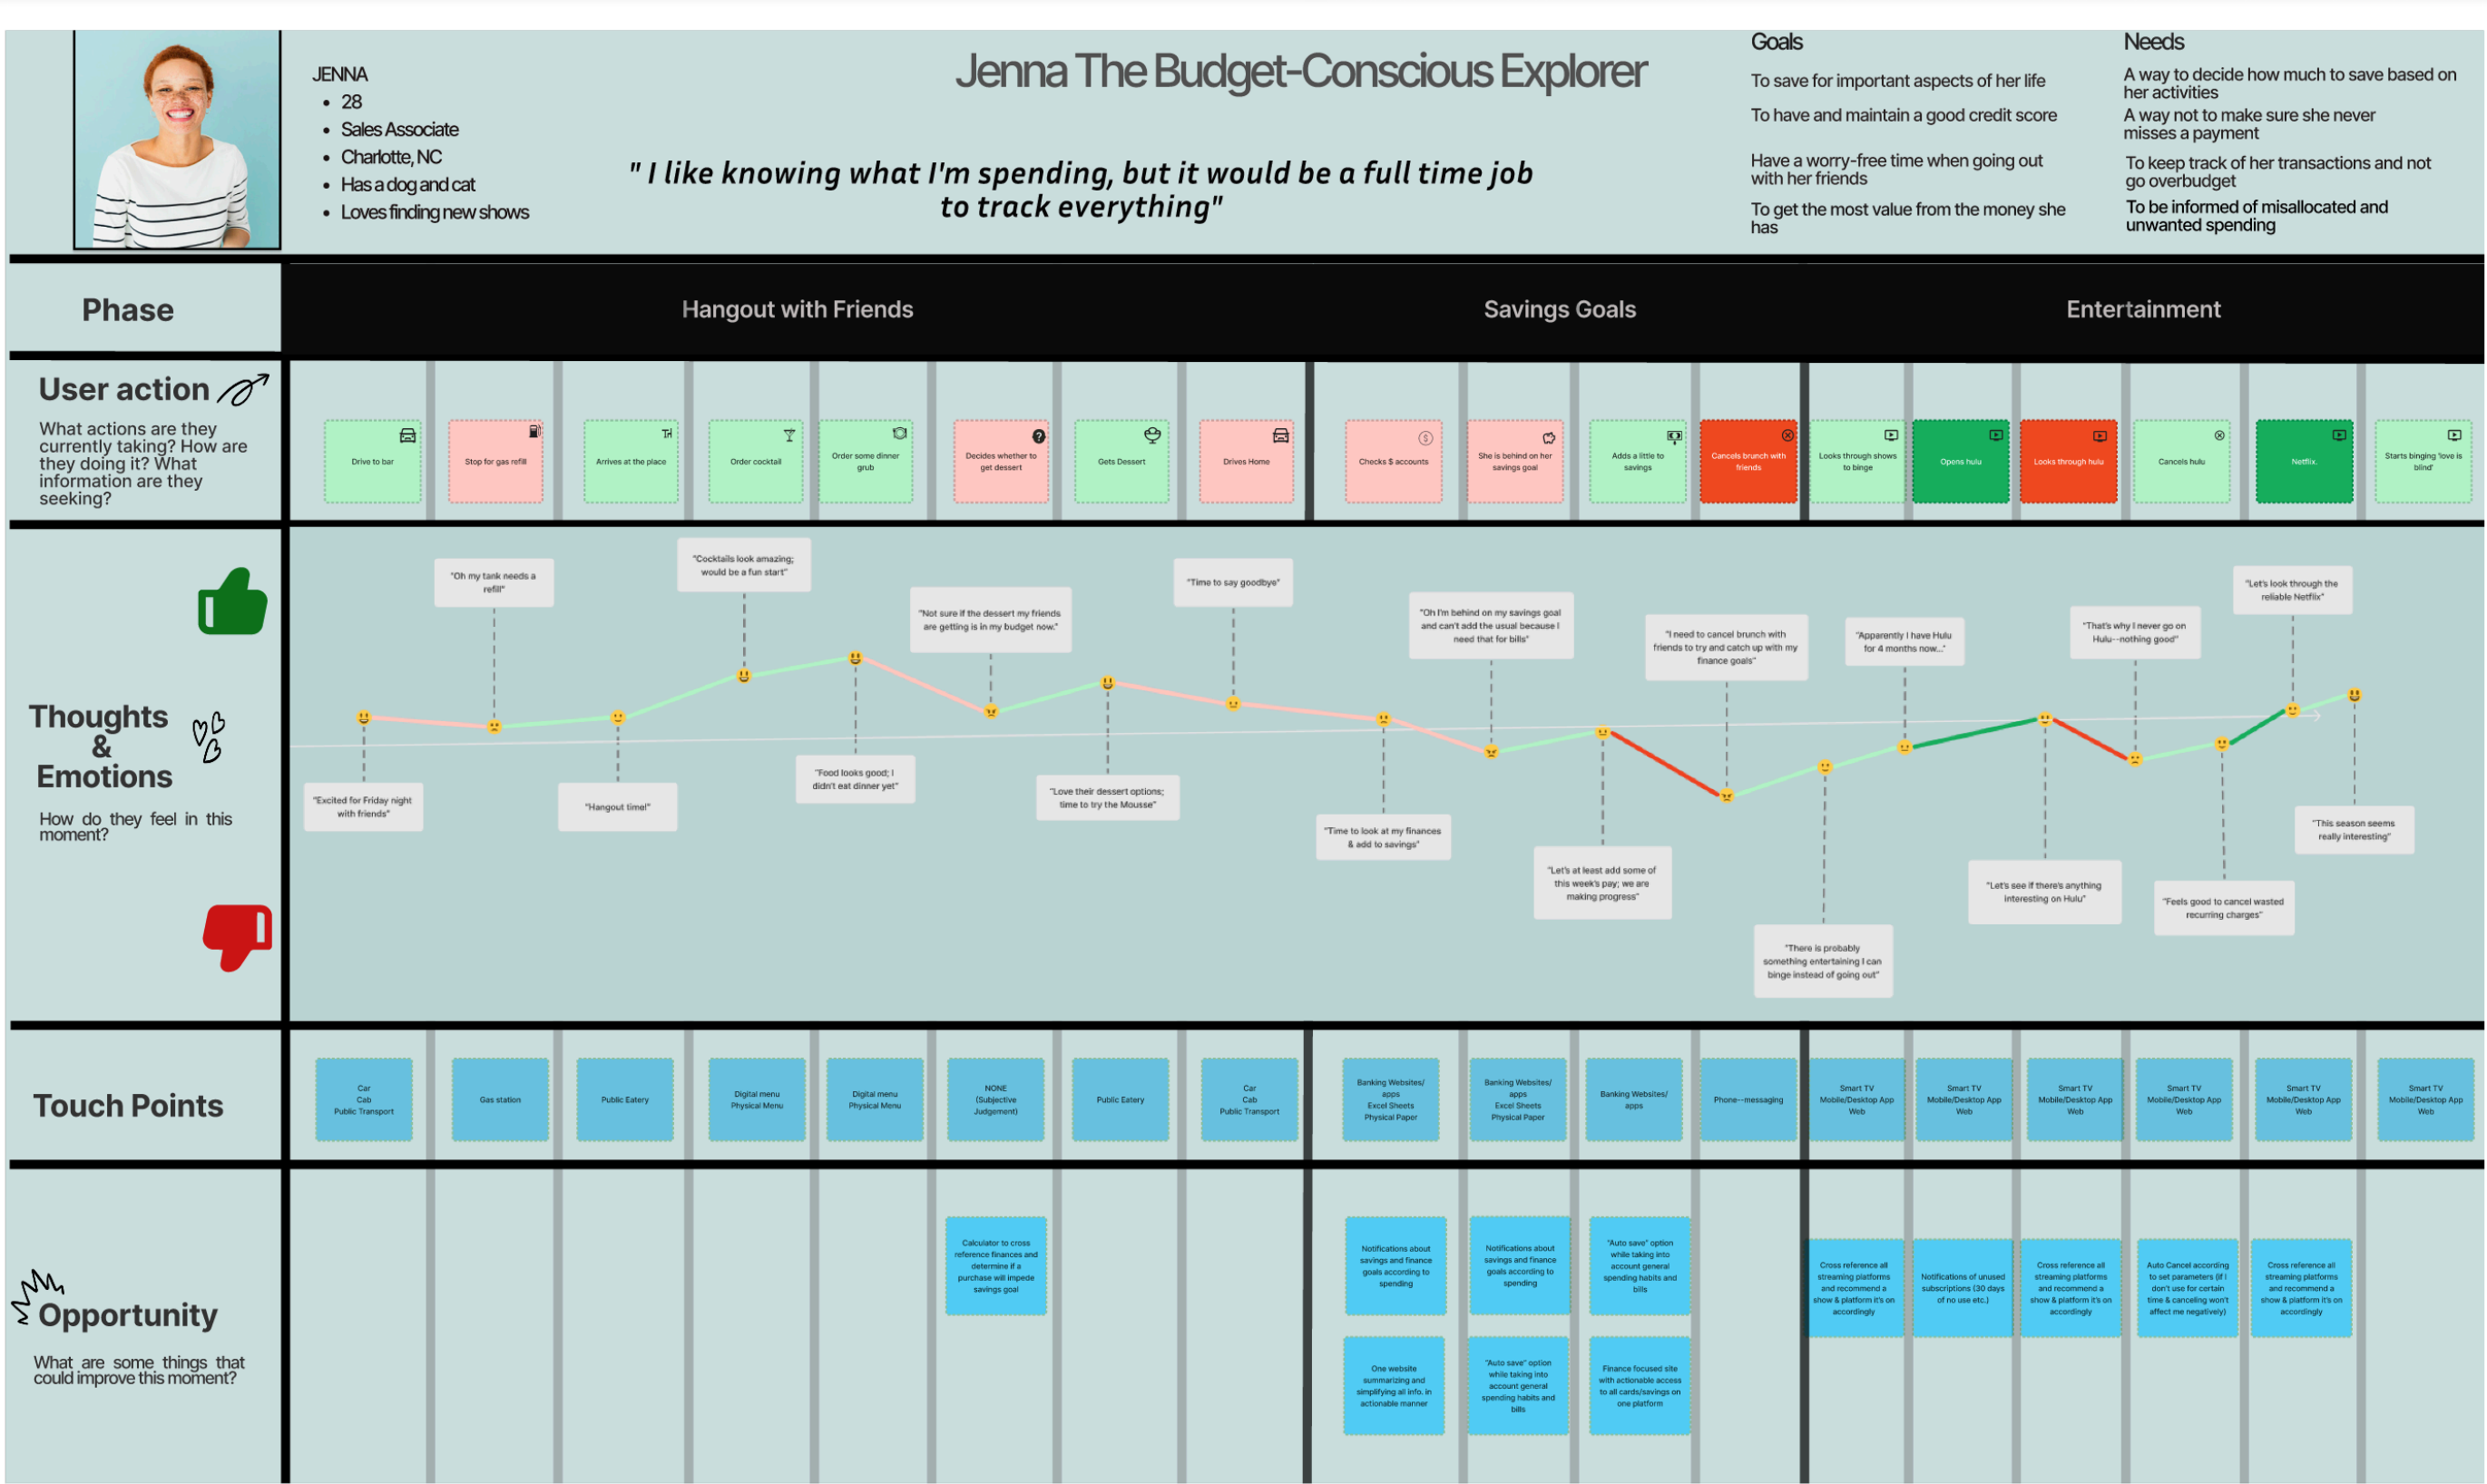 JENNA
28
Sales Associate
Charlotte, NC
Has a dog and cat
Loves finding new shows
Jenna The Budget-Conscious Explorer
" I like knowing what I'm spending, but it would be a full time job
to track everything"
Goals
To save for important aspects of her life
To have and maintain a good credit score
Have a worry-free time when going out
with her friends
To get the most value from the money she
has
Needs
A way to decide how much to save based on
her activities
A way not to make sure she never
misses a payment
To keep track of her transactions and not
go overbudget
To be informed of misallocated and
unwanted spending
Phase
Hangout with Friends
Savings Goals
Entertainment
User action
What actions are they
currently taking? How are
they doing it? What
information are they
seeking?
Drive to bar
Stop for gas refill
Arrives at the place
Order cocktail
Order some dinner
grub
Decides whether to
get dessert
Gets Dessert
Drives Home
Checks $ accounts
She is behind on her
savings goal
Adds a little to
savings
Cancels brunch with
friends
Looks through shows
to binge
Opens hulu
Looks through hulu
Cancels hulu
Netflix.
Starts binging 'love is
blind'
Thoughts
&
Emotions
How do they feel in this
moment?
"Excited for Friday night
with friends"
"Oh my tank needs a
refill"
"Hangout time!"
"Cocktails look amazing;
would be a fun start"
"Food looks good; I
didn't eat dinner yet"
"Not sure if the dessert my friends
are getting is in my budget now."
"Love their dessert options;
time to try the Mousse"
"Time to say goodbye"
"Time to look at my finances
& add to savings"
"Oh I'm behind on my savings goal
and can't add the usual because I
need that for bills"
"Let's at least add some of
this week's pay; we are
making progress"
"I need to cancel brunch with
friends to try and catch up with my
finance goals"
"There is probably
something entertaining I can
binge instead of going out"
"Apparently I have Hulu
for 4 months now..."
"Let's see if there's anything
interesting on Hulu"
"That's why I never go on
Hulu--nothing good"
"Feels good to cancel wasted
recurring charges"
"Let's look through the
reliable Netflix"
"This season seems
really interesting"
Touch Points
Car
Cab
Public Transport
Gas station
Public Eatery
Digital menu
Physical Menu
Digital menu
Physical Menu
NONE
(Subjective
Judgement)
Public Eatery
Car
Cab
Public Transport
Banking Websites/
apps
Excel Sheets
Physical Paper
Banking Websites/
apps
Excel Sheets
Physical Paper
Banking Websites/
apps
Phone--messaging
Smart TV
Mobile/Desktop App
Web
Smart TV
Mobile/Desktop App
Web
Smart TV
Mobile/Desktop App
Web
Smart TV
Mobile/Desktop App
Web
Smart TV
Mobile/Desktop App
Web
Smart TV
Mobile/Desktop App
Web
Opportunity
What are some things that
could improve this moment?
Calculator to cross
reference finances and
determine if a
purchase will impede
savings goal
Notifications about
savings and finance
goals according to
spending
Notifications about
savings and finance
goals according to
spending
"Auto save" option
while taking into
account general
spending habits and
bills
Cross reference all
streaming platforms
and recommend a
show & platform it's on
accordingly
Notifications of unused
subscriptions (30 days
of no use etc.)
Cross reference all
streaming platforms
and recommend a
show & platform it's on
accordingly
Auto Cancel according
to set parameters (if I
don't use for certain
time & canceling won't
affect me negatively)
Cross reference all
streaming platforms
and recommend a
show & platform it's on
accordingly
One website
summarizing and
simplifying all info. in
actionable manner
"Auto save" option
while taking into
account general
spending habits and
bills
Finance focused site
with actionable access
to all cards/savings on
one platform